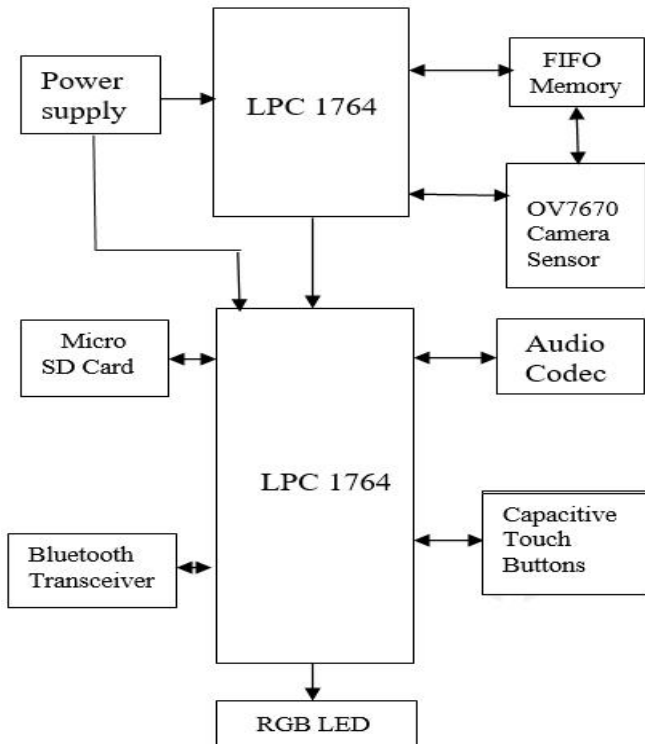 Power
supply
LPC 1764
FIFO
Memory
OV7670
Camera
Sensor
Micro
SD Card
Audio
Codec
LPC 1764
Bluetooth
Transceiver
Capacitive
Touch
Buttons
RGB LED